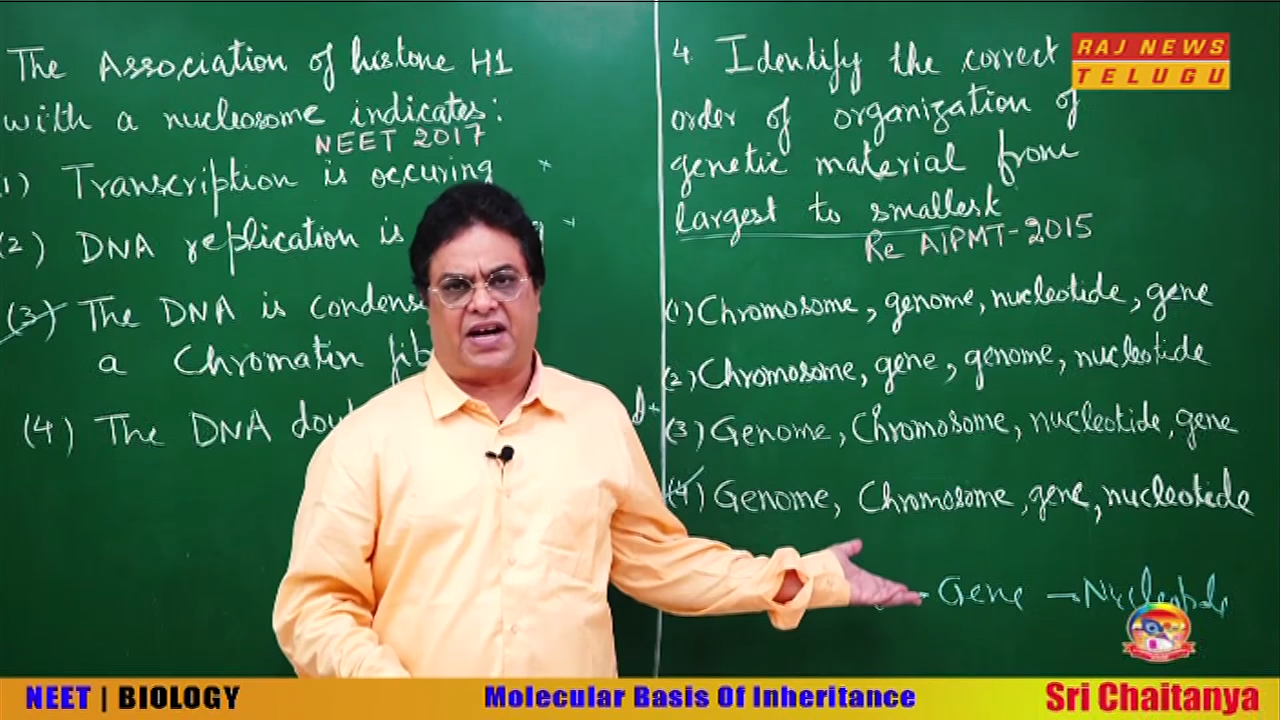 The Association of histone H1
with a nucleosome indicates:
NEET 2017
1) Transcription is occuring
(2) DNA replication is
(3) The DNA is condens
a Chromatin fib
(4) The DNA dou
4. Identify the correct
order of organization of
genetic material from
largest to smallest
Re AIPMT-2015
(1) Chromosome, genome, nucleotide, gene
(2) Chromosome, gene, genome, nucleotide
(3) Genome, Chromosome, nucleotide, gene
(4) Genome, Chromosome, gene, nucleotide
Gene → Nucleotide
RAJ NEWS
TELUGU
NEET | BIOLOGY
Molecular Basis Of Inheritance
Sri Chaitanya